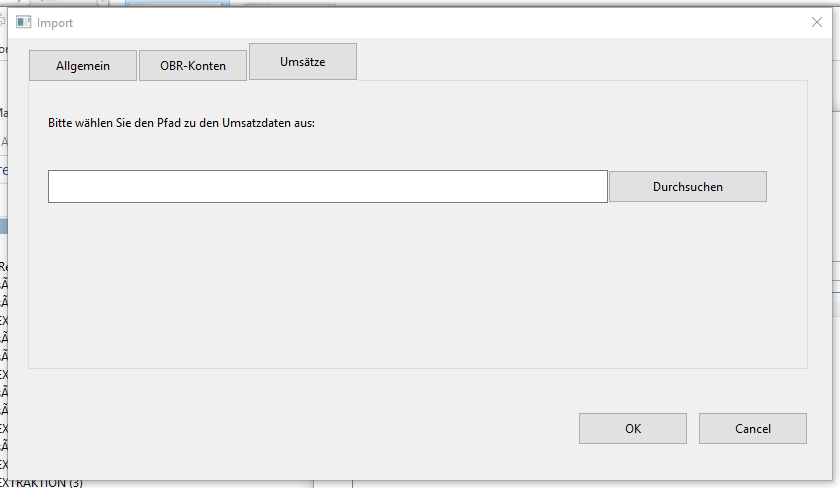 Import
Allgemein
OBR-Konten
Umsätze
Bitte wählen Sie den Pfad zu den Umsatzdaten aus:
Durchsuchen
OK
Cancel
EXTRAKTION (3)